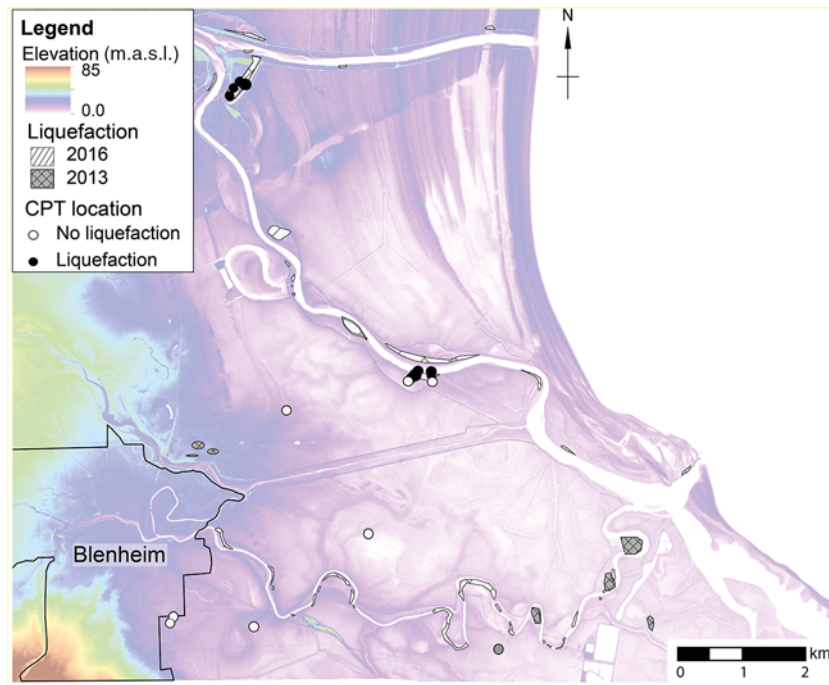 Legend
Elevation (m.a.s.l.)
85
0.0
Liquefaction
2016
2013
CPT location
No liquefaction
Liquefaction
N
Blenheim
km
0 1 2